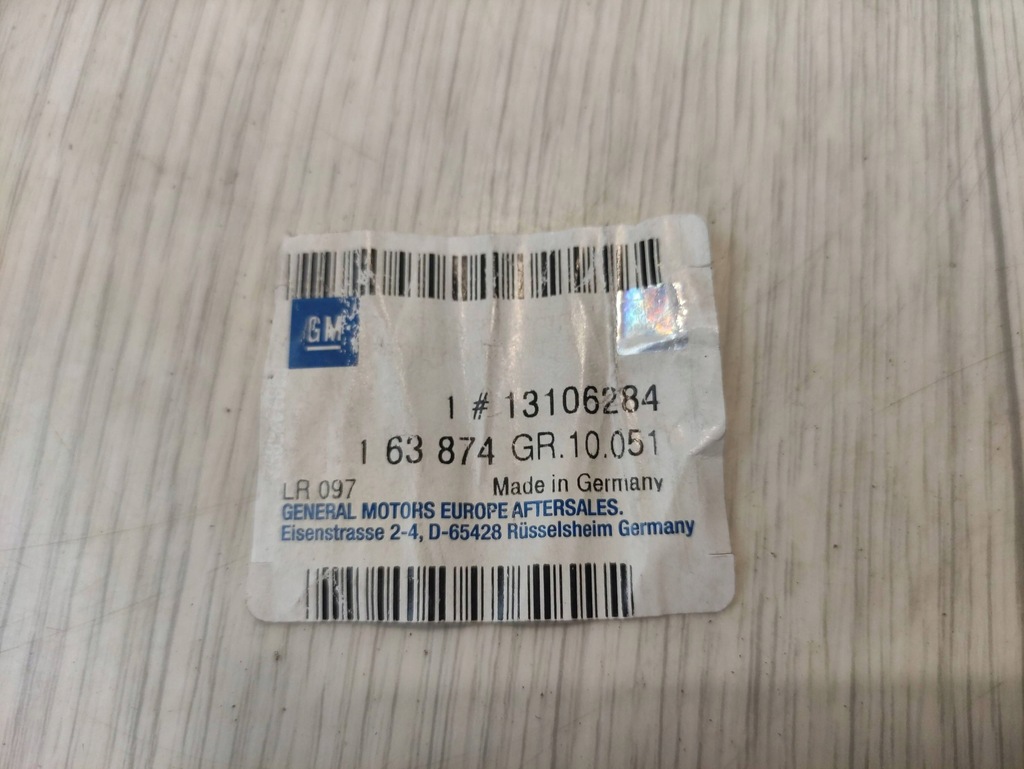 GM
1 # 13106284
1 63 874 GR.10.051
LR 097 Made in Germany
GENERAL MOTORS EUROPE AFTERSALES.
Eisenstrasse 2-4, D-65428 Rüsselsheim Germany